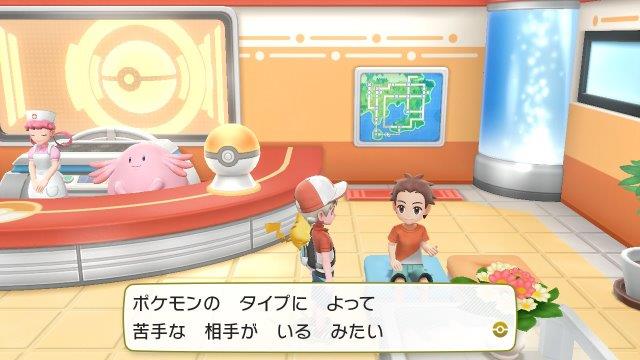 ポケモンの　タイプに　よって
苦手な　相手が　いる　みたい